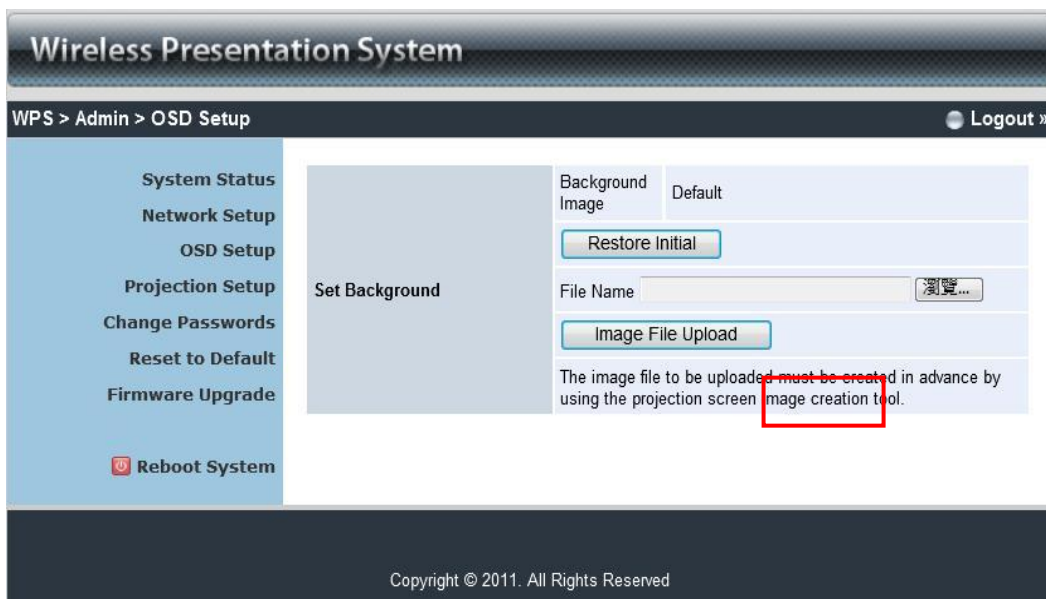 Wireless Presentation System
WPS > Admin > OSD Setup
Logout »
System Status
Network Setup
OSD Setup
Projection Setup
Change Passwords
Reset to Default
Firmware Upgrade
Reboot System
Set Background
Background
Image
Default
Restore Initial
File Name
瀏覽...
Image File Upload
The image file to be uploaded must be created in advance by
using the projection screen image creation tool.
Copyright © 2011. All Rights Reserved